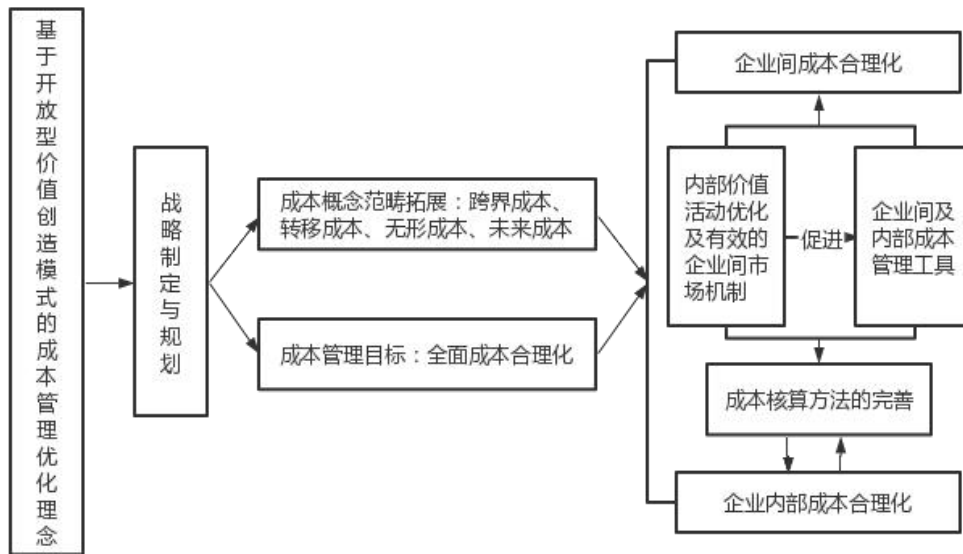 基于开放型价值创造模式的成本管理优化理念
战略制定与规划
成本概念范畴拓展：跨界成本、
转移成本、无形成本、未来成本
成本管理目标：全面成本合理化
企业间成本合理化
内部价值
活动优化
及有效的
企业间市
场机制
促进
企业间及
内部成本
管理工具
成本核算方法的完善
企业内部成本合理化